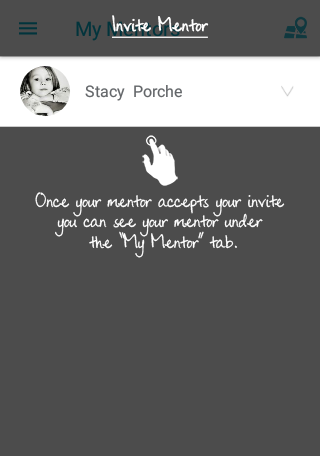 My Mentors
Invite Mentor
Stacy Porche
Once your mentor accepts your invite
you can see your mentor under
the "My Mentor" tab.